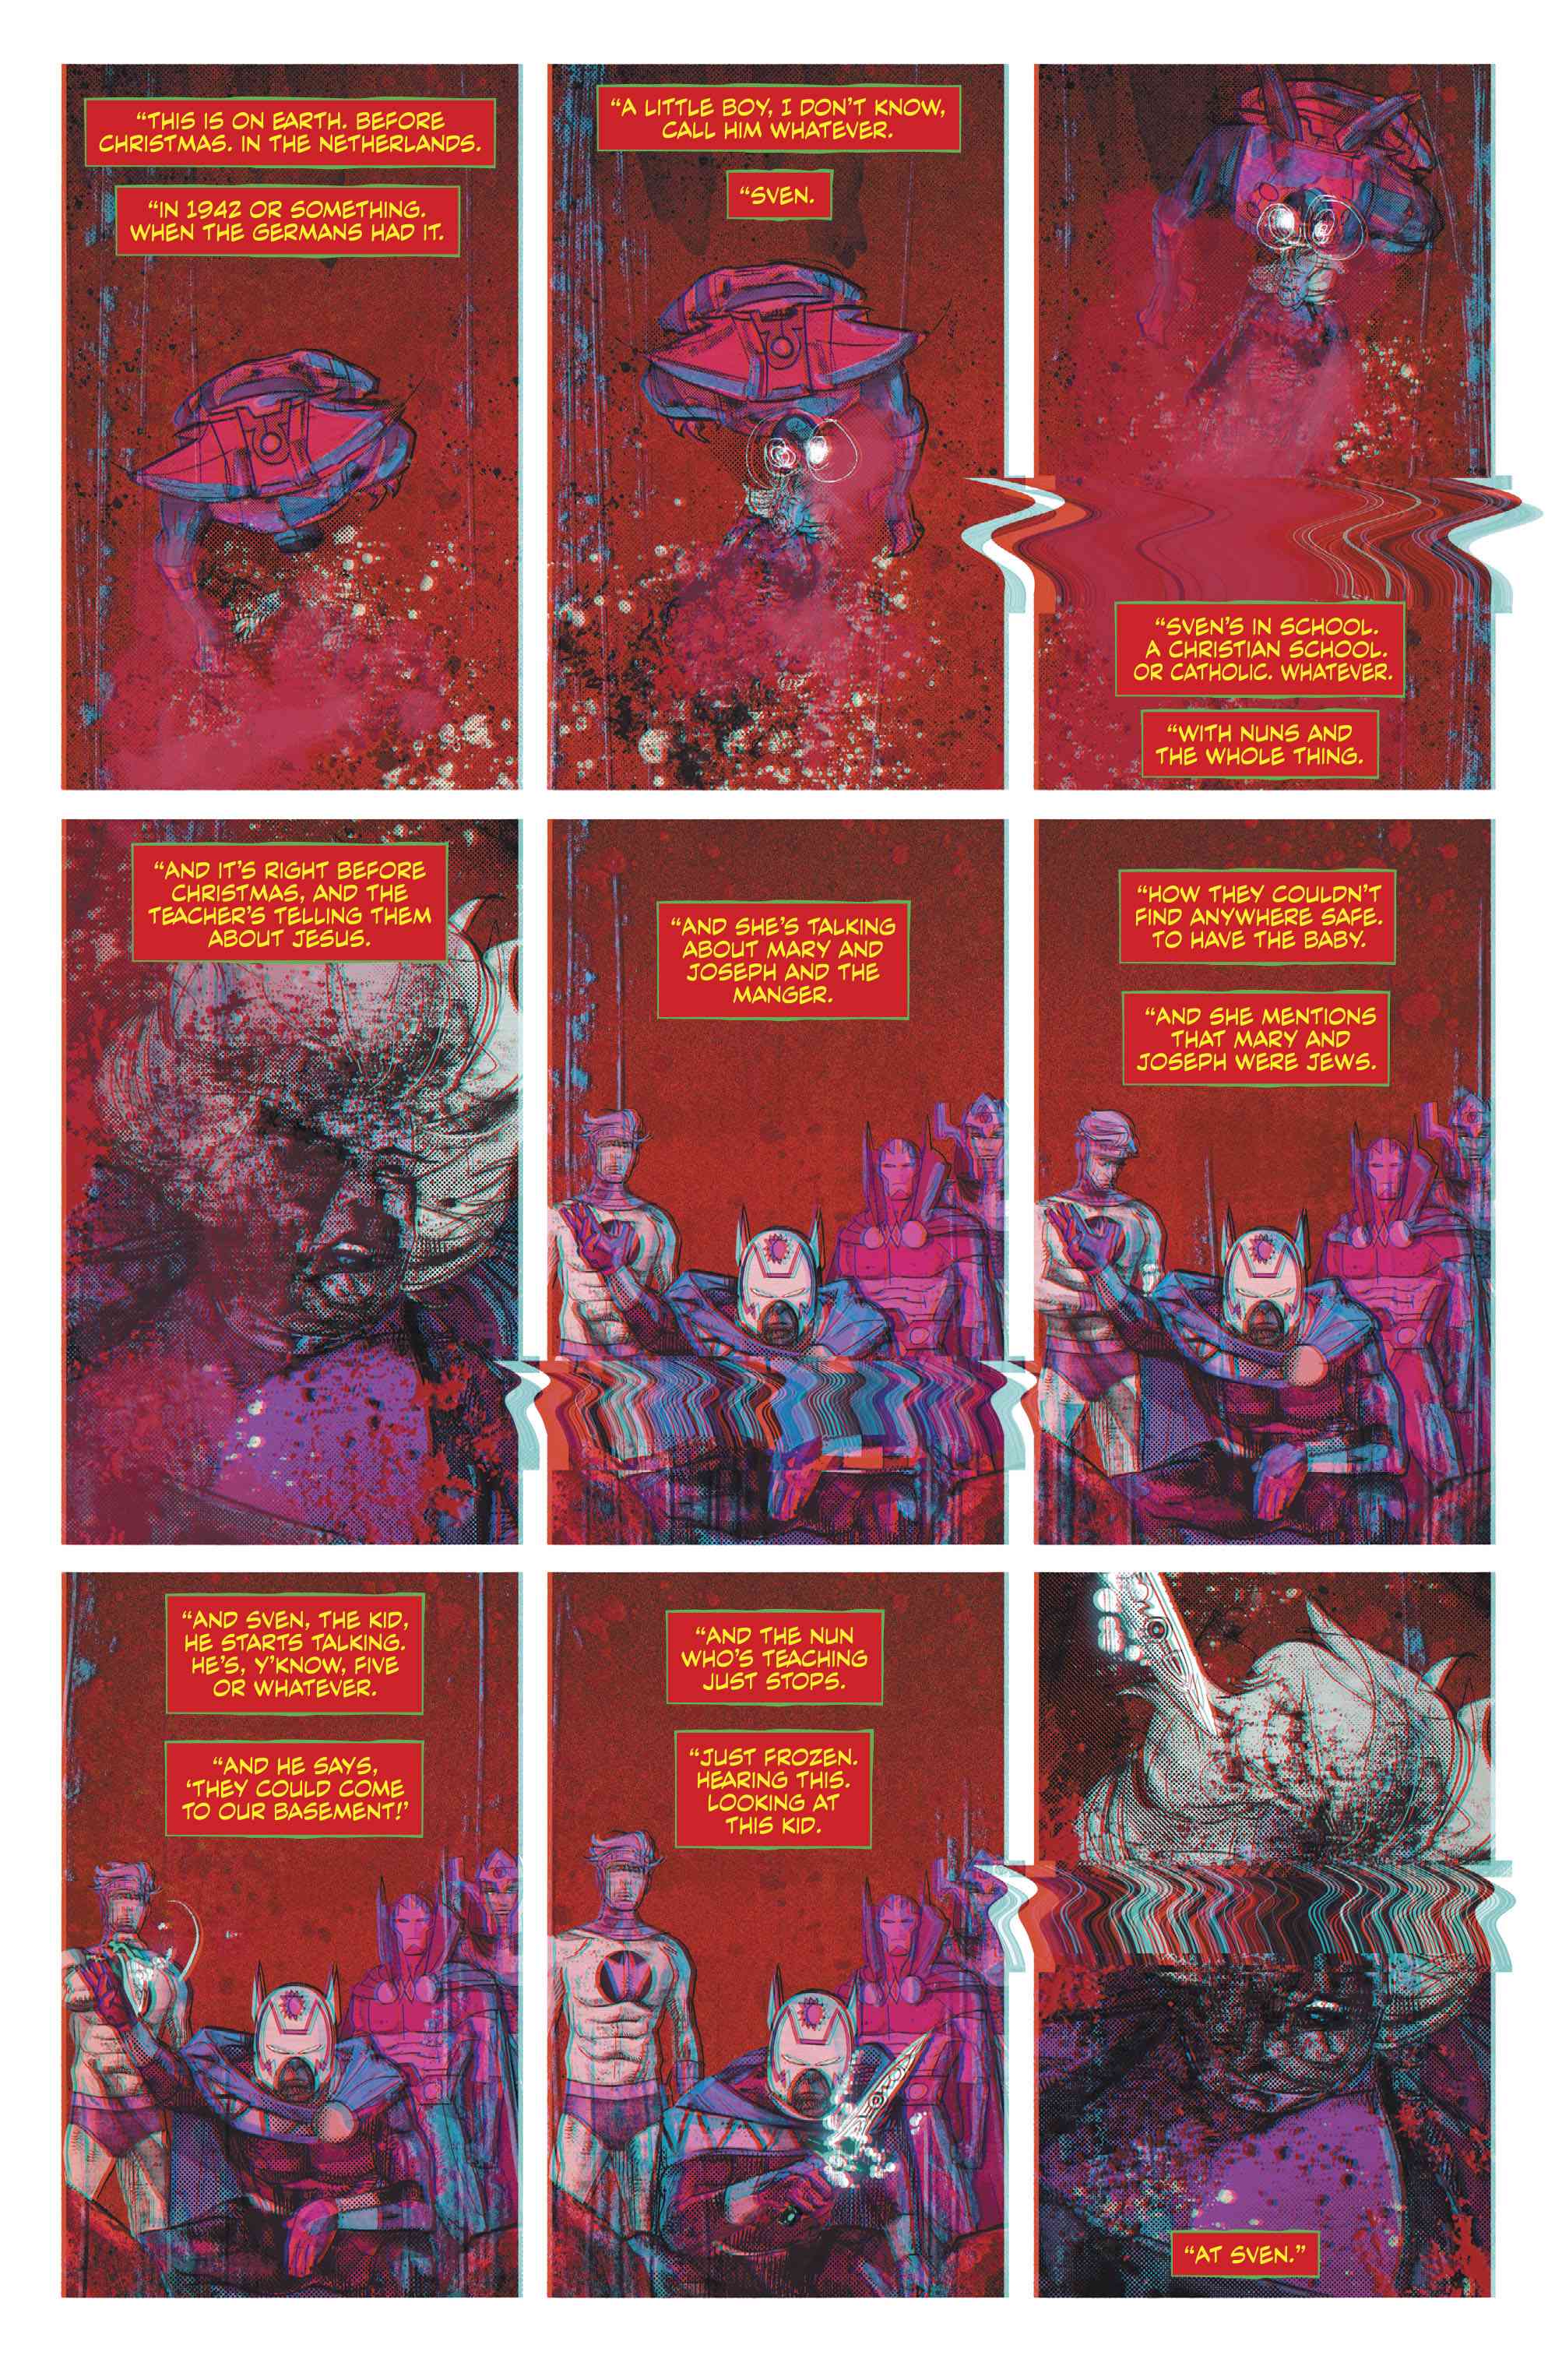 “THIS IS ON EARTH. BEFORE
CHRISTMAS. IN THE NETHERLANDS.
“IN 1942 OR SOMETHING.
WHEN THE GERMANS HAD IT.
“A LITTLE BOY, I DON'T KNOW,
CALL HIM WHATEVER.
“SVEN.
“SVEN'S IN SCHOOL.
A CHRISTIAN SCHOOL.
OR CATHOLIC. WHATEVER.
“WITH NUNS AND
THE WHOLE THING.
“AND IT'S RIGHT BEFORE
CHRISTMAS, AND THE
TEACHER'S TELLING THEM
ABOUT JESUS.
“AND SHE'S TALKING
ABOUT MARY AND
JOSEPH AND THE
MANGER.
“HOW THEY COULDN'T
FIND ANYWHERE SAFE.
TO HAVE THE BABY.
“AND SHE MENTIONS
THAT MARY AND
JOSEPH WERE JEWS.
“AND SVEN, THE KID,
HE STARTS TALKING.
HE'S, Y'KNOW, FIVE
OR WHATEVER.
“AND HE SAYS,
‘THEY COULD COME
TO OUR BASEMENT!’
“AND THE NUN
WHO'S TEACHING
JUST STOPS.
“JUST FROZEN.
HEARING THIS.
LOOKING AT
THIS KID.
“AT SVEN.”